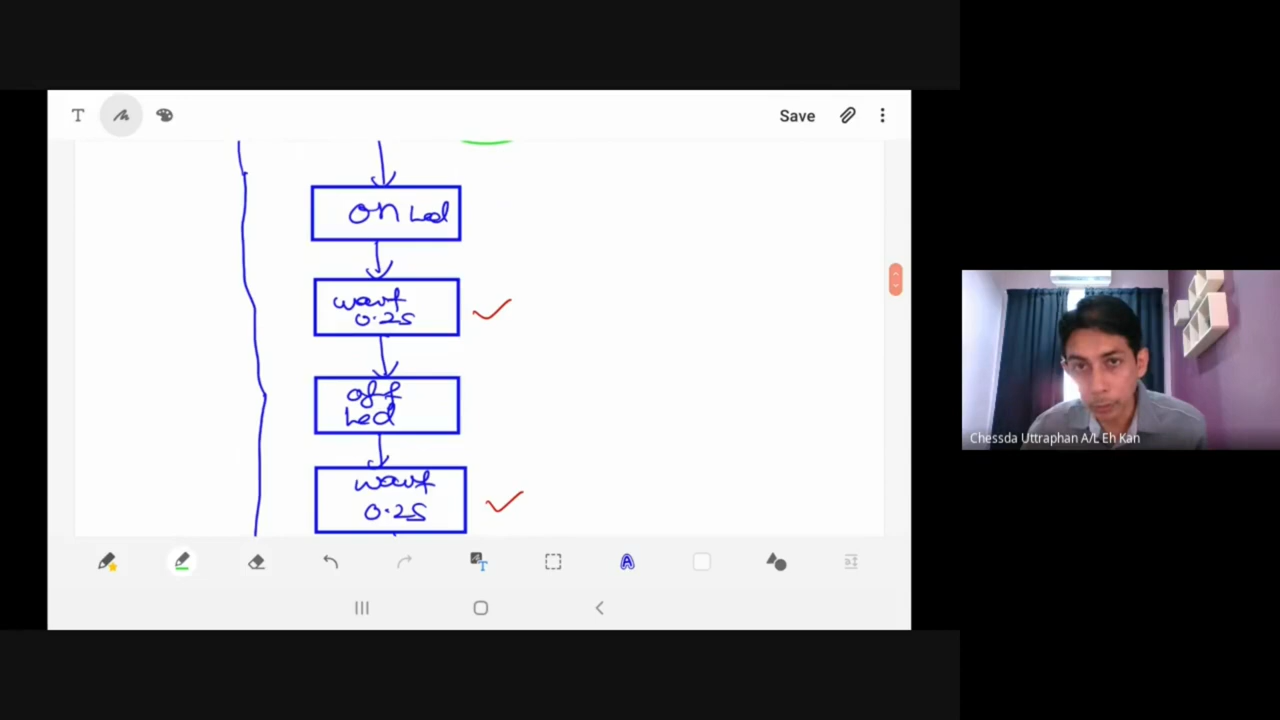 T
Save
ON Led
wait
0.2s
off
Led
wait
0.2s
Chessda Uttraphan A/L Eh Kan
A